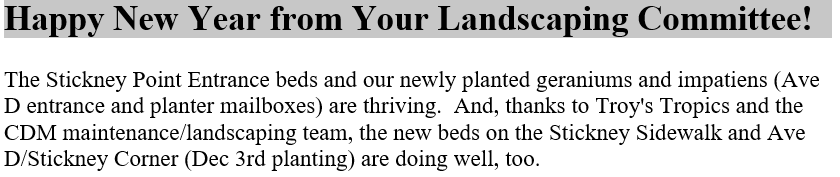 Happy New Year from Your Landscaping Committee!
The Stickney Point Entrance beds and our newly planted geraniums and impatiens (Ave
D entrance and planter mailboxes) are thriving.  And, thanks to Troy's Tropics and the
CDM maintenance/landscaping team, the new beds on the Stickney Sidewalk and Ave
D/Stickney Corner (Dec 3rd planting) are doing well, too.